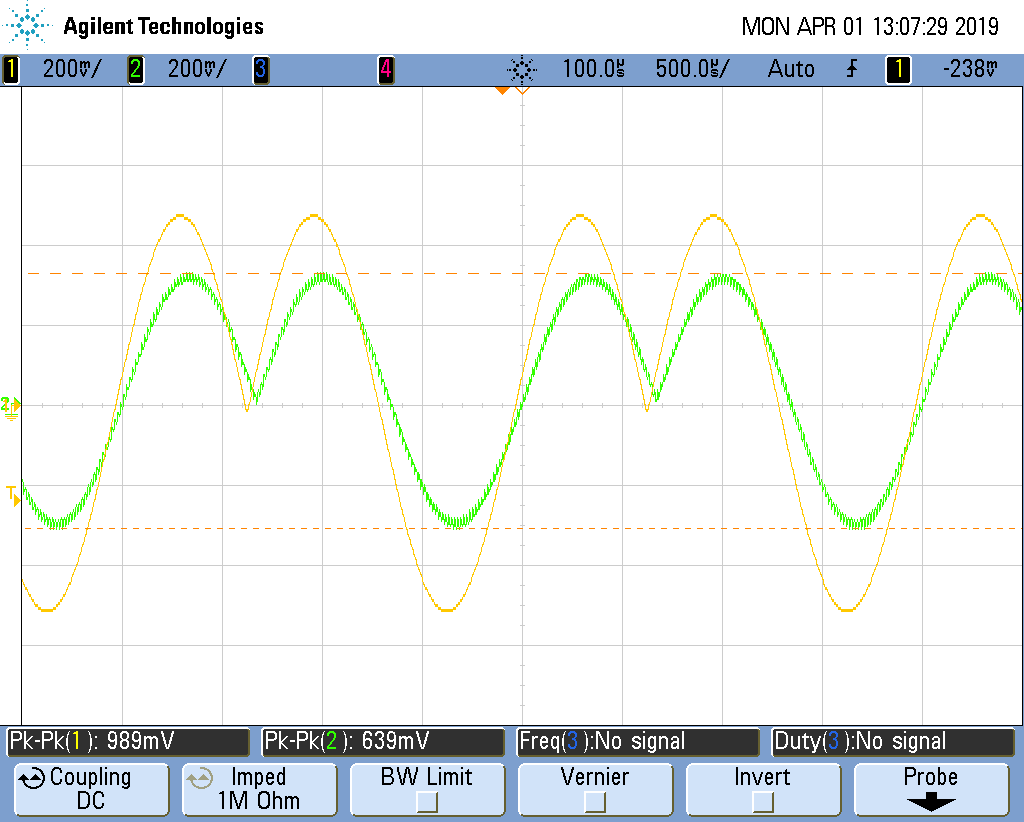 Agilent Technologies MON APR 01 13:07:29 2019
1 200mV/ 2 200mV/ 3 4 100.0µs 500.0µs/ Auto 1 -238mV
2
T
Pk-Pk(1): 989mV Pk-Pk(2): 639mV Freq(3):No signal Duty(3):No signal
Coupling Imped BW Limit Vernier Invert Probe
DC 1M Ohm